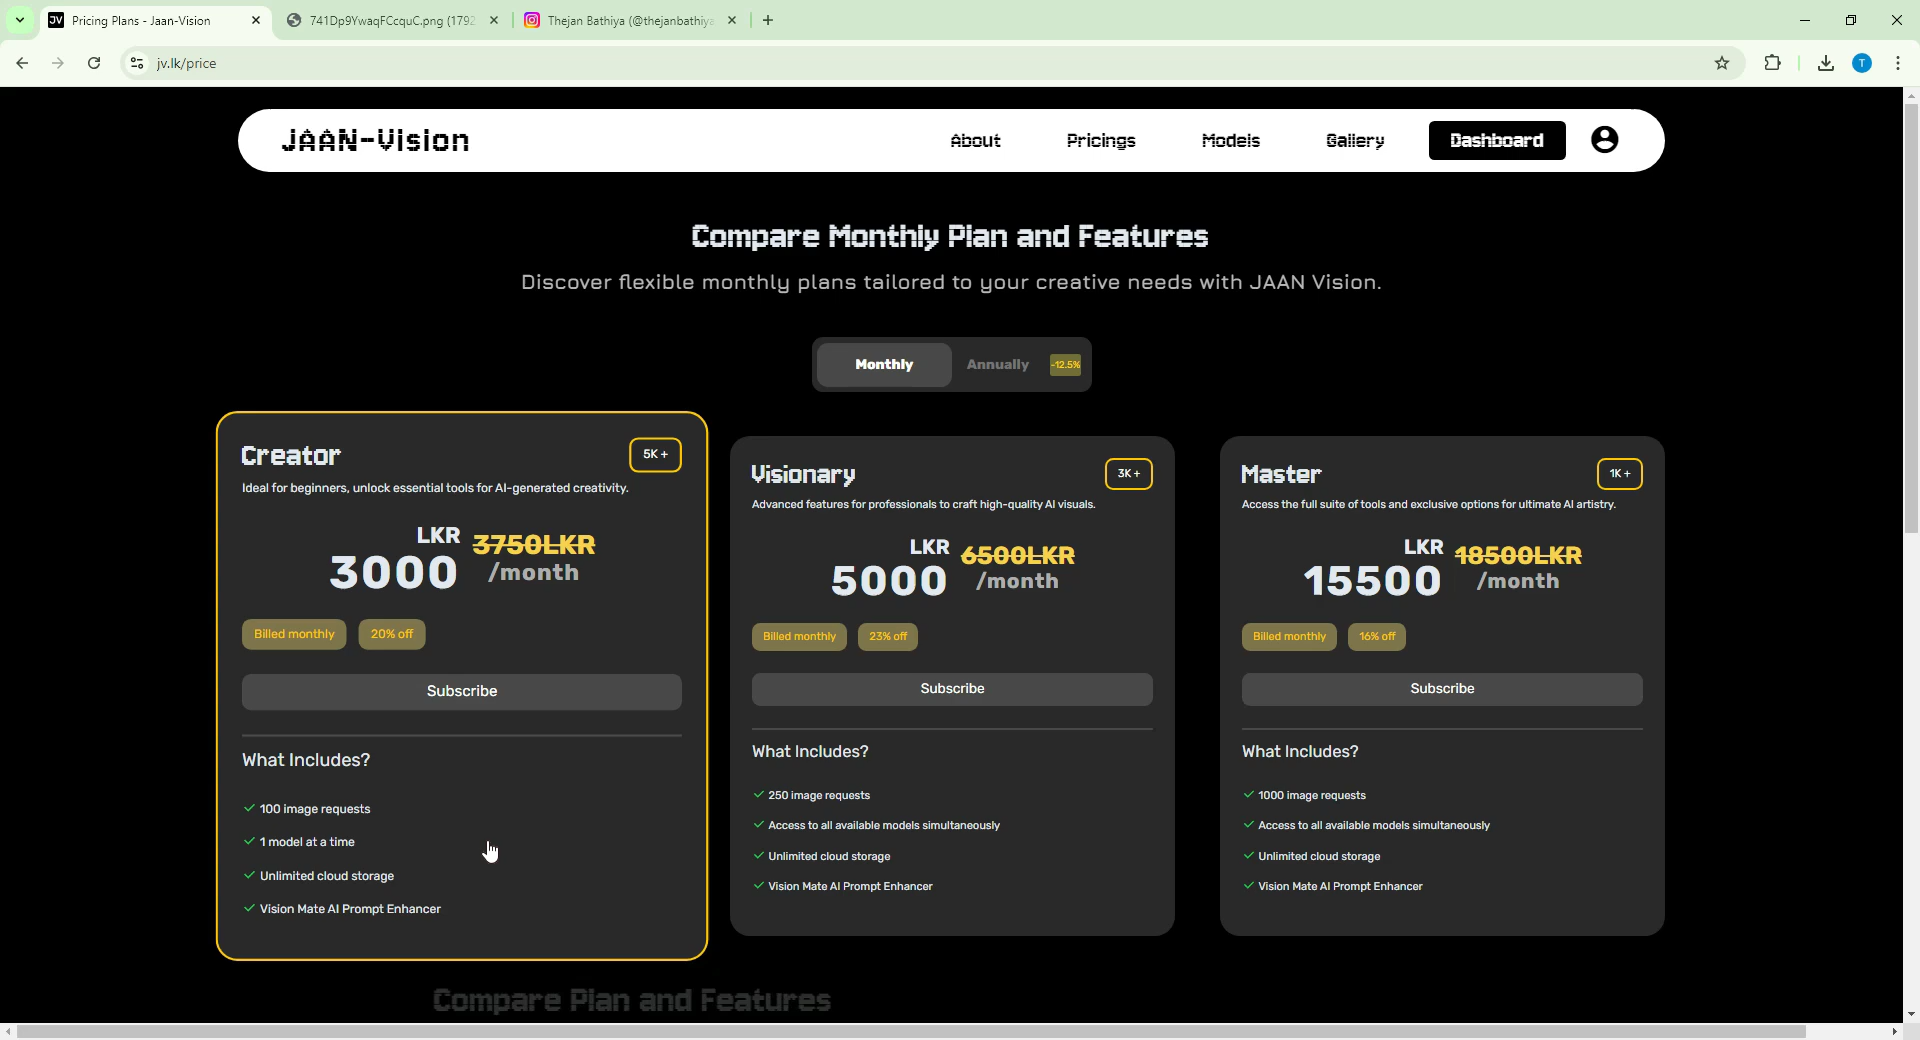 Pricing Plans - Jaan-Vision
741Dp9YwaqFCcquC.png (1792
Thejan Bathiya (@thejanbathiya
jv.lk/price
T
JAAN-Vision
About
Pricings
Models
Gallery
Dashboard
Compare Monthly Plan and Features
Discover flexible monthly plans tailored to your creative needs with JAAN Vision.
Monthly
Annually
-12.5%
Creator
5K +
Ideal for beginners, unlock essential tools for AI-generated creativity.
LKR
3000
3750LKR
/month
Billed monthly
20% off
Subscribe
What Includes?
100 image requests
1 model at a time
Unlimited cloud storage
Vision Mate AI Prompt Enhancer
Visionary
3K +
Advanced features for professionals to craft high-quality AI visuals.
LKR
5000
6500LKR
/month
Billed monthly
23% off
Subscribe
What Includes?
250 image requests
Access to all available models simultaneously
Unlimited cloud storage
Vision Mate AI Prompt Enhancer
Master
1K +
Access the full suite of tools and exclusive options for ultimate AI artistry.
LKR
15500
18500LKR
/month
Billed monthly
16% off
Subscribe
What Includes?
1000 image requests
Access to all available models simultaneously
Unlimited cloud storage
Vision Mate AI Prompt Enhancer
Compare Plan and Features